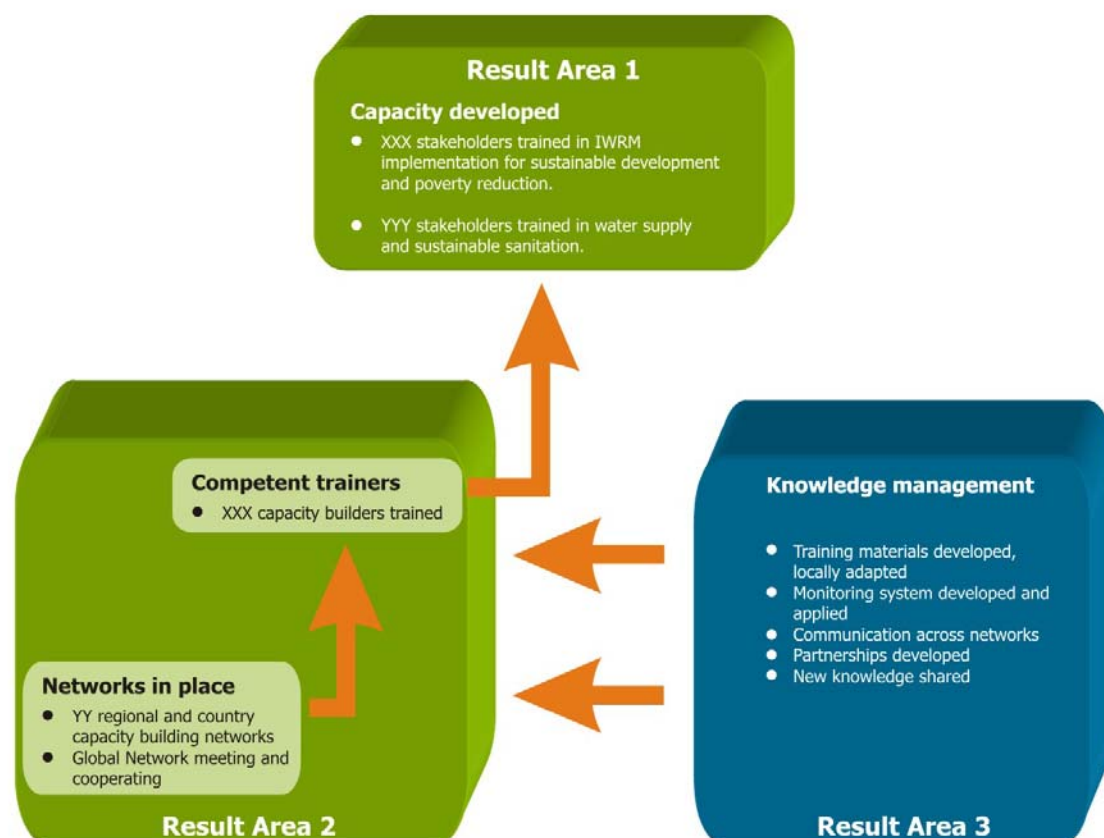 Result Area 1
Capacity developed
● XXX stakeholders trained in IWRM
implementation for sustainable development
and poverty reduction.
● YYY stakeholders trained in water supply
and sustainable sanitation.
Competent trainers
● XXX capacity builders trained
Networks in place
● YY regional and country
capacity building networks
● Global Network meeting and
cooperating
Result Area 2
Knowledge management
● Training materials developed,
locally adapted
● Monitoring system developed and
applied
● Communication across networks
● Partnerships developed
● New knowledge shared
Result Area 3